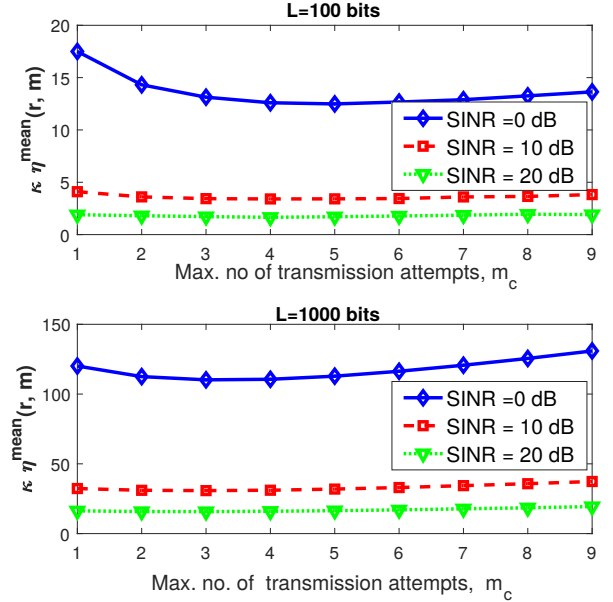 L=100 bits
κ η^mean(r, m)
20
15
10
5
0
SINR =0 dB
SINR = 10 dB
SINR = 20 dB
1 2 3 4 5 6 7 8 9
Max. no of transmission attempts, m_c
L=1000 bits
κ η^mean(r, m)
150
100
50
0
SINR =0 dB
SINR = 10 dB
SINR = 20 dB
1 2 3 4 5 6 7 8 9
Max. no. of transmission attempts, m_c